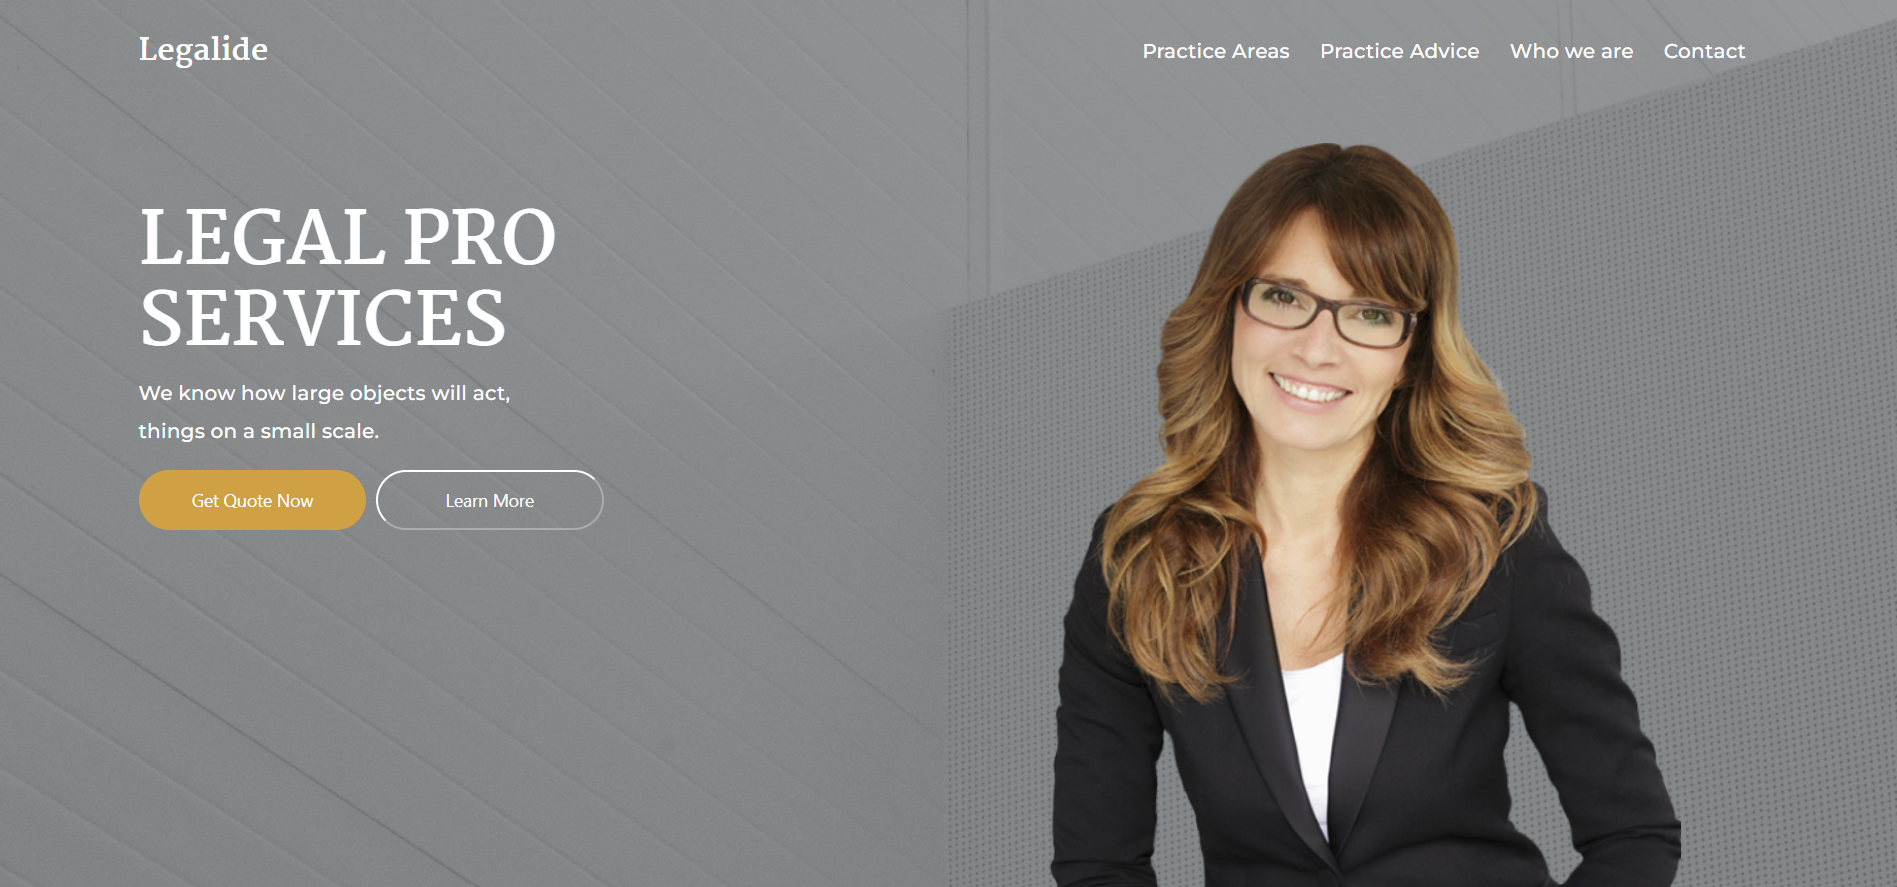 Legalide
Practice Areas Practice Advice Who we are Contact
LEGAL PRO
SERVICES
We know how large objects will act,
things on a small scale.
Get Quote Now Learn More